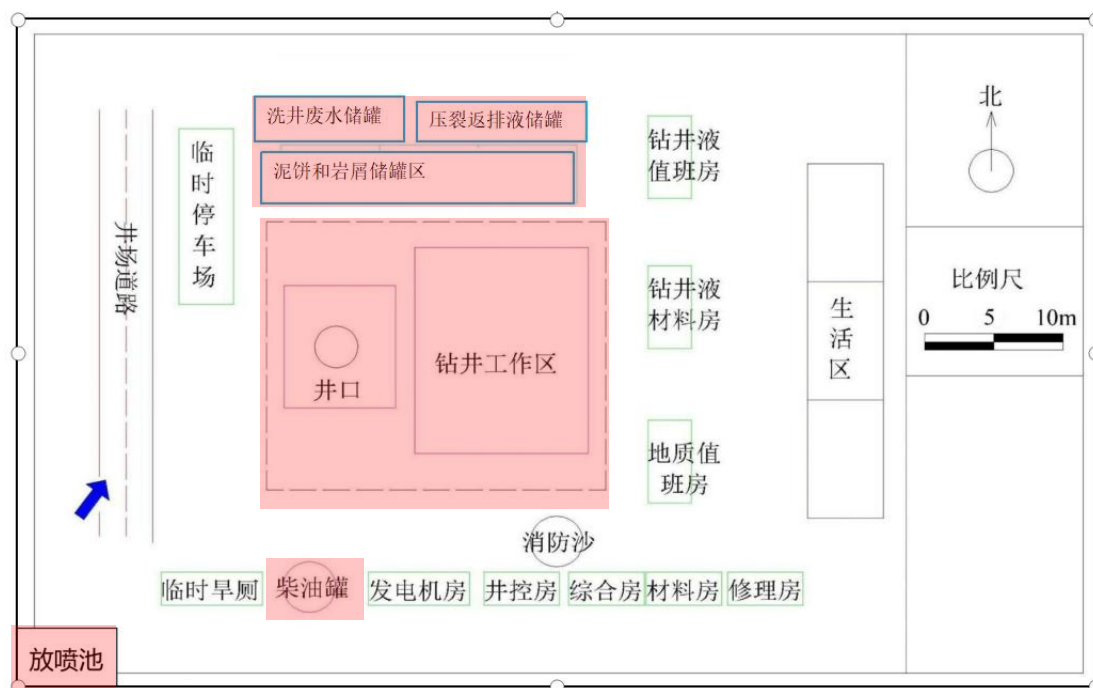 北
洗井废水储罐
压裂返排液储罐
泥饼和岩屑储罐区
临时停车场
钻井液
值班房
井场道路
钻井液
材料房
比例尺
0 5 10m
生活区
钻井工作区
井口
地质值
班房
消防沙
临时旱厕
柴油罐
发电机房
井控房
综合房
材料房
修理房
放喷池